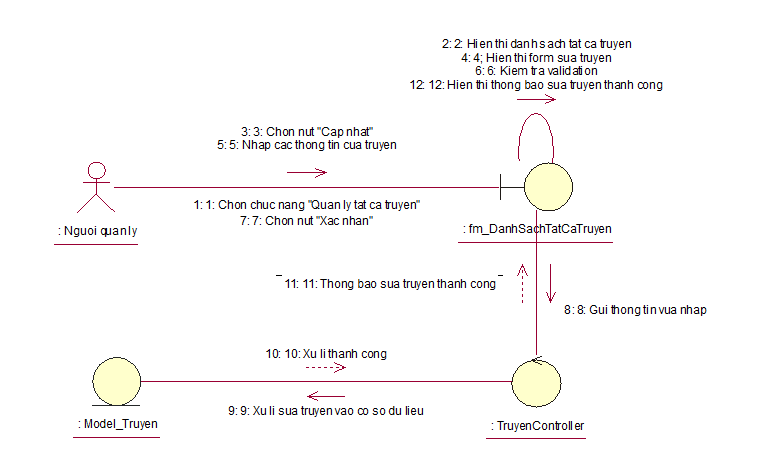 2: 2: Hien thi danh sach tat ca truyen
4: 4; Hien thi form sua truyen
6: 6: Kiem tra validation
12: 12: Hien thi thong bao sua truyen thanh cong
3: 3: Chon nut "Cap nhat"
5: 5: Nhap cac thong tin cua truyen
1: 1: Chon chuc nang "Quan ly tat ca truyen"
7: 7: Chon nut "Xac nhan"
: Nguoi quan ly
: fm_DanhSachTatCaTruyen
11: 11: Thong bao sua truyen thanh cong
8: 8: Gui thong tin vua nhap
10: 10: Xu li thanh cong
9: 9: Xu li sua truyen vao co so du lieu
: Model_Truyen
: TruyenController